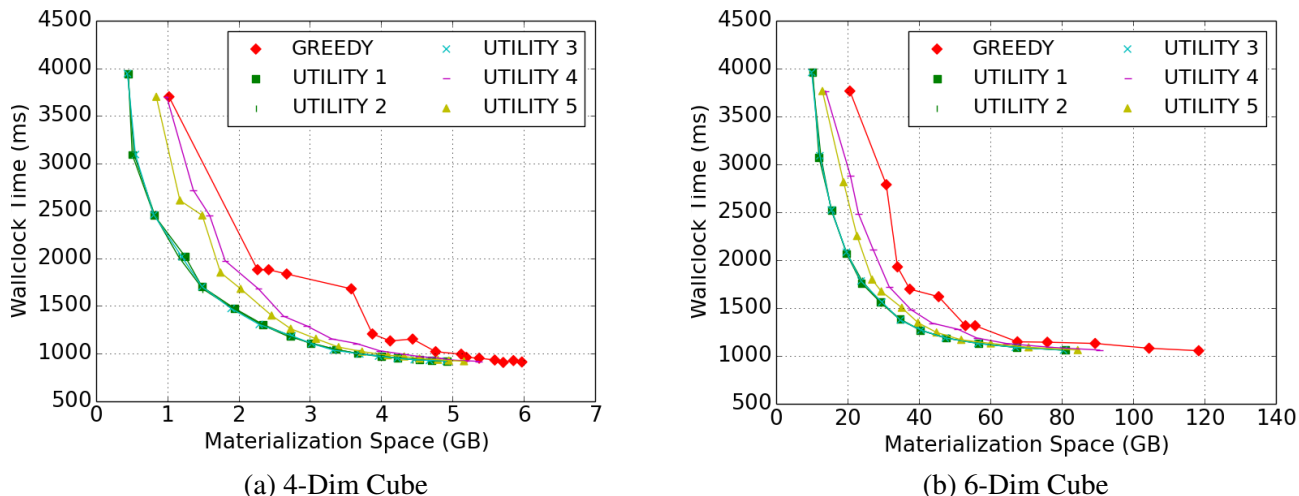 4500
4000
3500
3000
2500
2000
1500
1000
500
Wallclock Time (ms)
GREEDY
UTILITY 1
UTILITY 2
UTILITY 3
UTILITY 4
UTILITY 5
0 1 2 3 4 5 6 7
Materialization Space (GB)
(a) 4-Dim Cube
4500
4000
3500
3000
2500
2000
1500
1000
500
Wallclock Time (ms)
GREEDY
UTILITY 1
UTILITY 2
UTILITY 3
UTILITY 4
UTILITY 5
0 20 40 60 80 100 120 140
Materialization Space (GB)
(b) 6-Dim Cube